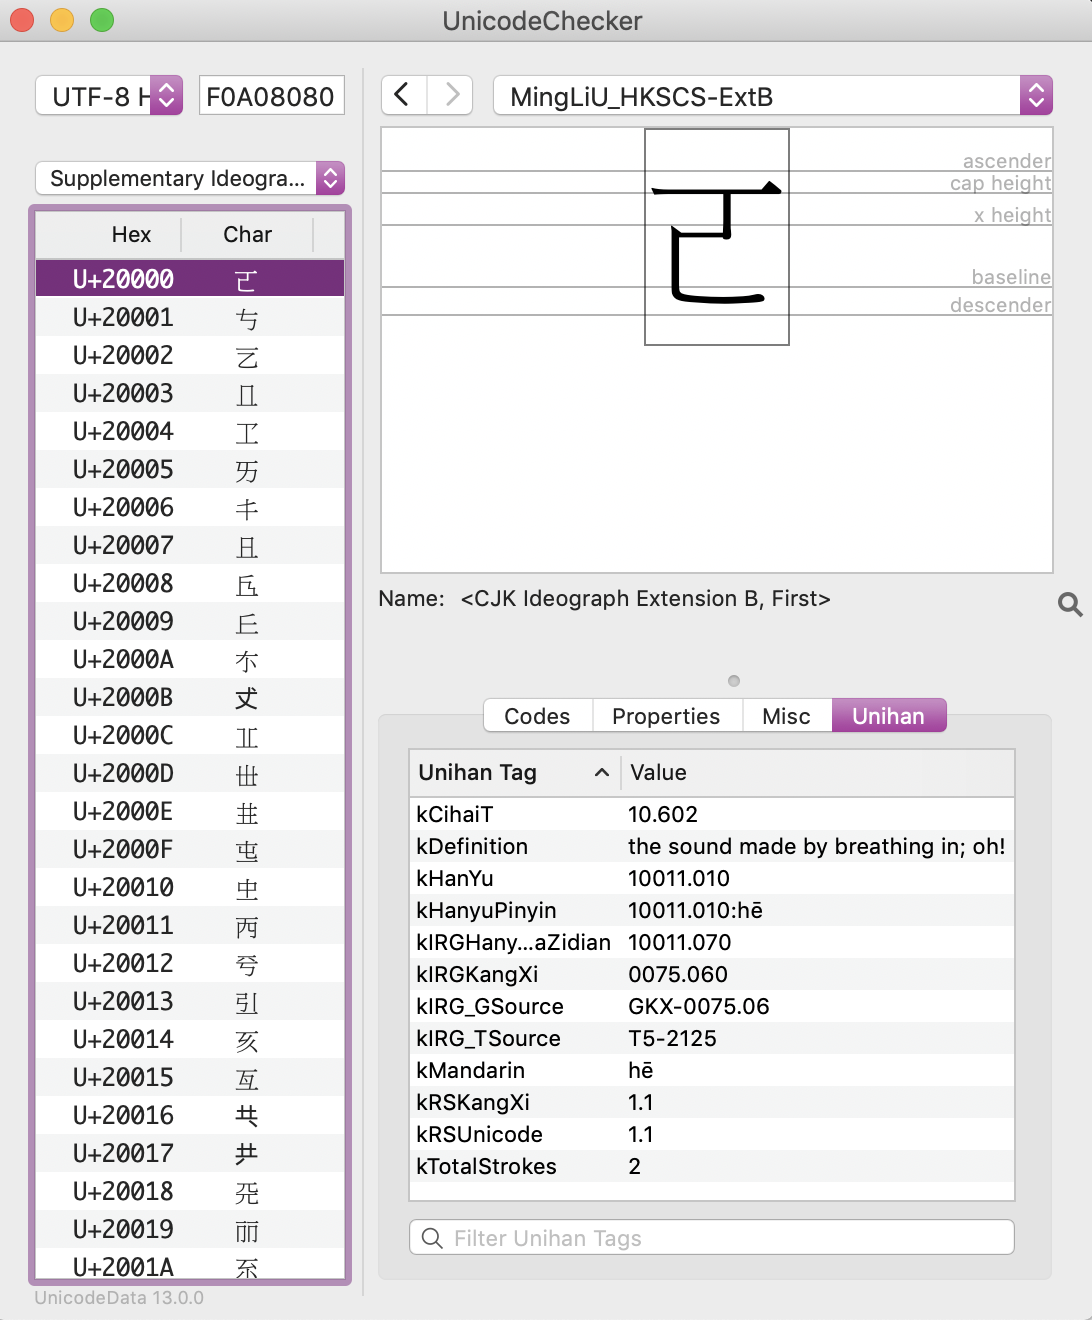 UnicodeChecker
UTF-8 H
F0A08080
MingLiU_HKSCS-ExtB
Supplementary Ideogra...
Hex Char
U+20000 𠀀
U+20001 𠀁
U+20002 𠀂
U+20003 𠀃
U+20004 𠀄
U+20005 𠀅
U+20006 𠀆
U+20007 𠀇
U+20008 𠀈
U+20009 𠀉
U+2000A 𠀊
U+2000B 𠀋
U+2000C 𠀌
U+2000D 𠀍
U+2000E 𠀎
U+2000F 𠀏
U+20010 𠀐
U+20011 𠀑
U+20012 𠀒
U+20013 𠀓
U+20014 𠀔
U+20015 𠀕
U+20016 𠀖
U+20017 𠀗
U+20018 𠀘
U+20019 𠀙
U+2001A 𠀚
UnicodeData 13.0.0
𠀀
ascender
cap height
x height
baseline
descender
Name: <CJK Ideograph Extension B, First>
Codes Properties Misc Unihan
Unihan Tag Value
kCihaiT 10.602
kDefinition the sound made by breathing in; oh!
kHanYu 10011.010
kHanyuPinyin 10011.010:hē
kIRGHany...aZidian 10011.070
kIRGKangXi 0075.060
kIRG_GSource GKX-0075.06
kIRG_TSource T5-2125
kMandarin hē
kRSKangXi 1.1
kRSUnicode 1.1
kTotalStrokes 2
Filter Unihan Tags